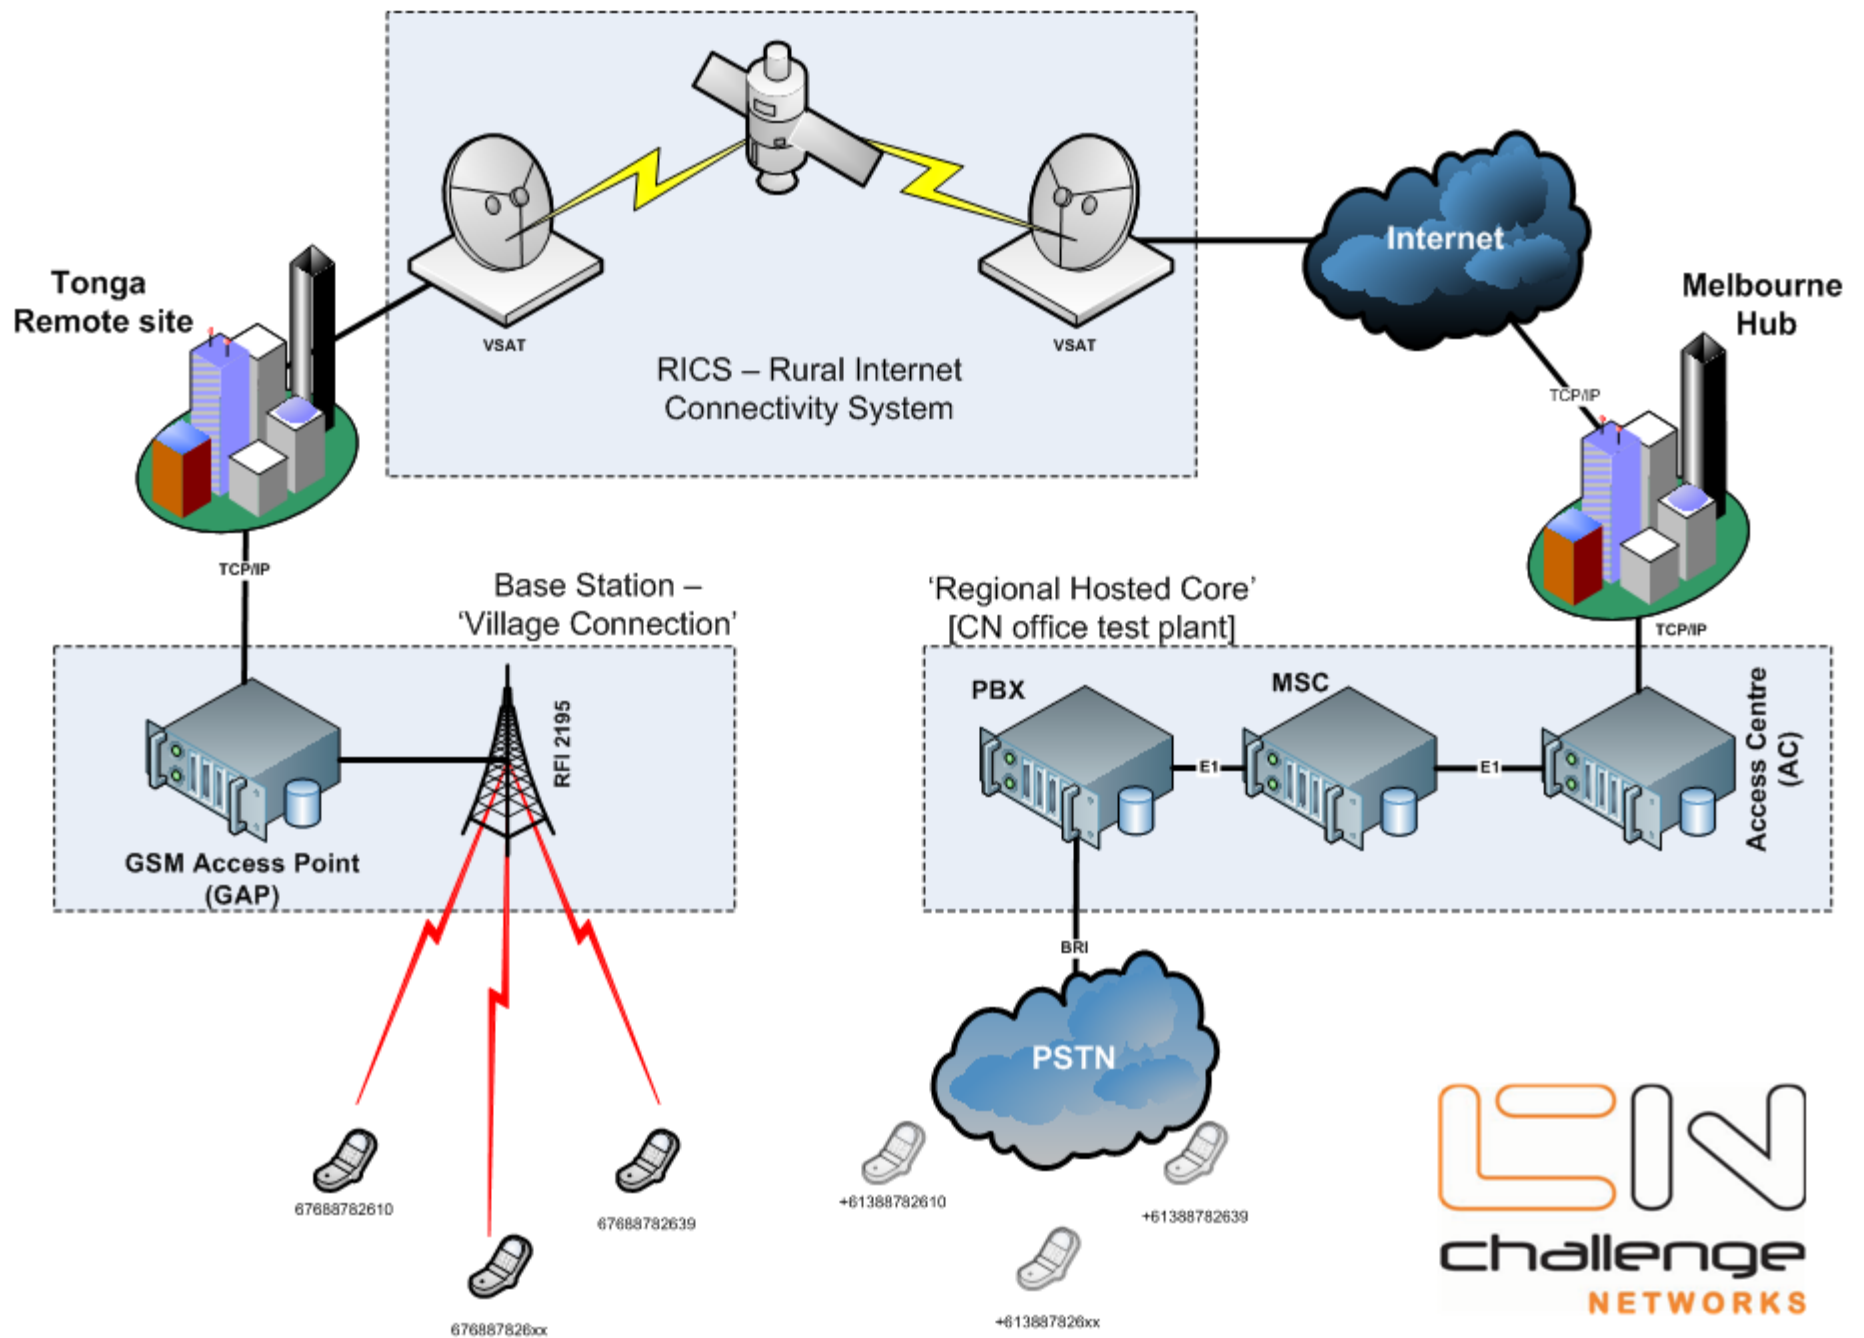 Tonga
Remote site
VSAT
VSAT
RICS – Rural Internet
Connectivity System
Internet
Melbourne
Hub
TCP/IP
TCP/IP
Base Station –
‘Village Connection’
‘Regional Hosted Core’
[CN office test plant]
TCP/IP
RFI 2195
GSM Access Point
(GAP)
PBX
E1
MSC
E1
Access Centre
(AC)
BRI
PSTN
67688782610
67688782639
676887826xx
+61388782610
+61388782639
+613887826xx
CN
challenge
NETWORKS